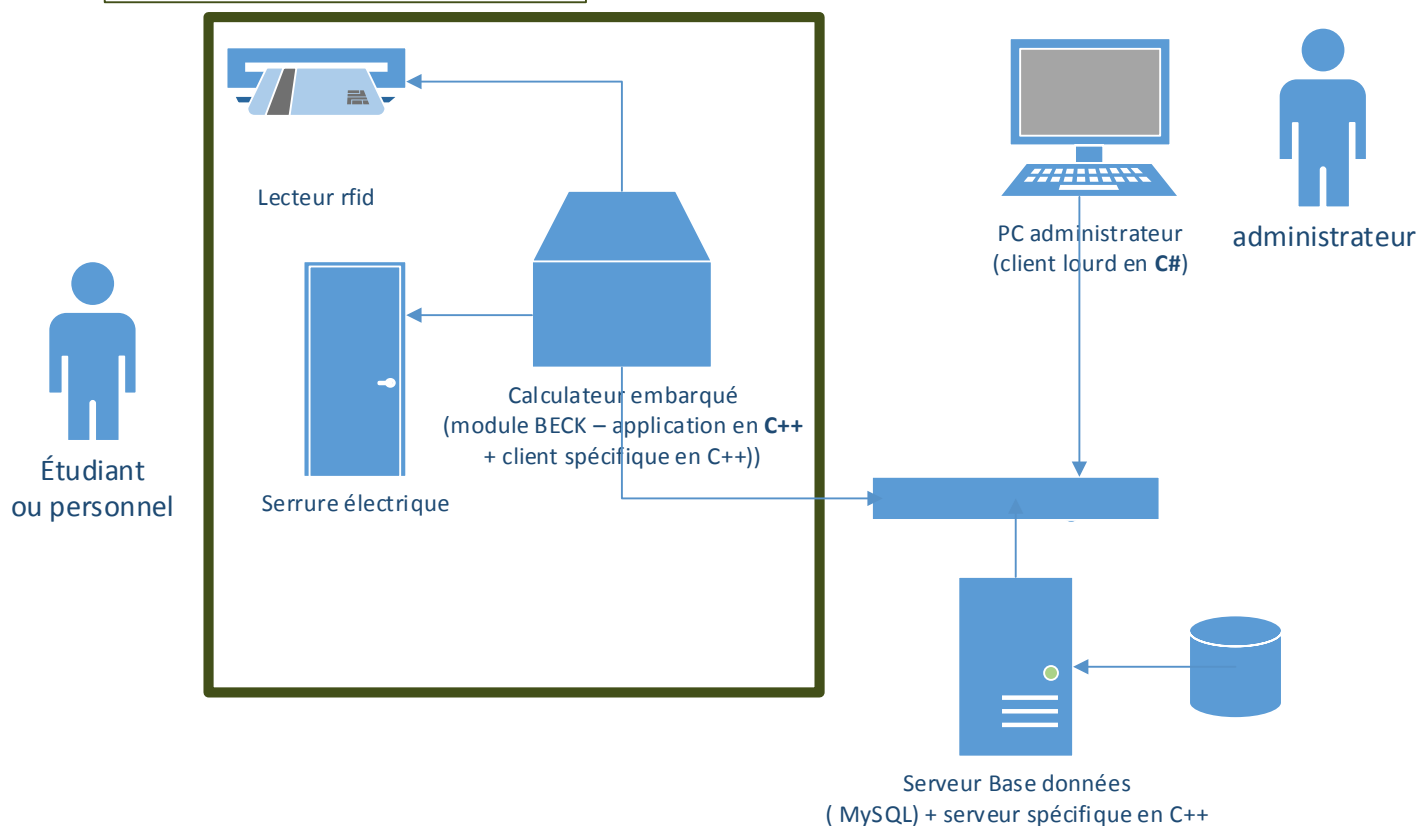 Lecteur rfid
PC administrateur
(client lourd en C#)
administrateur
Étudiant
ou personnel
Calculateur embarqué
(module BECK – application en C++
+ client spécifique en C++))
Serrure électrique
Serveur Base données
( MySQL) + serveur spécifique en C++